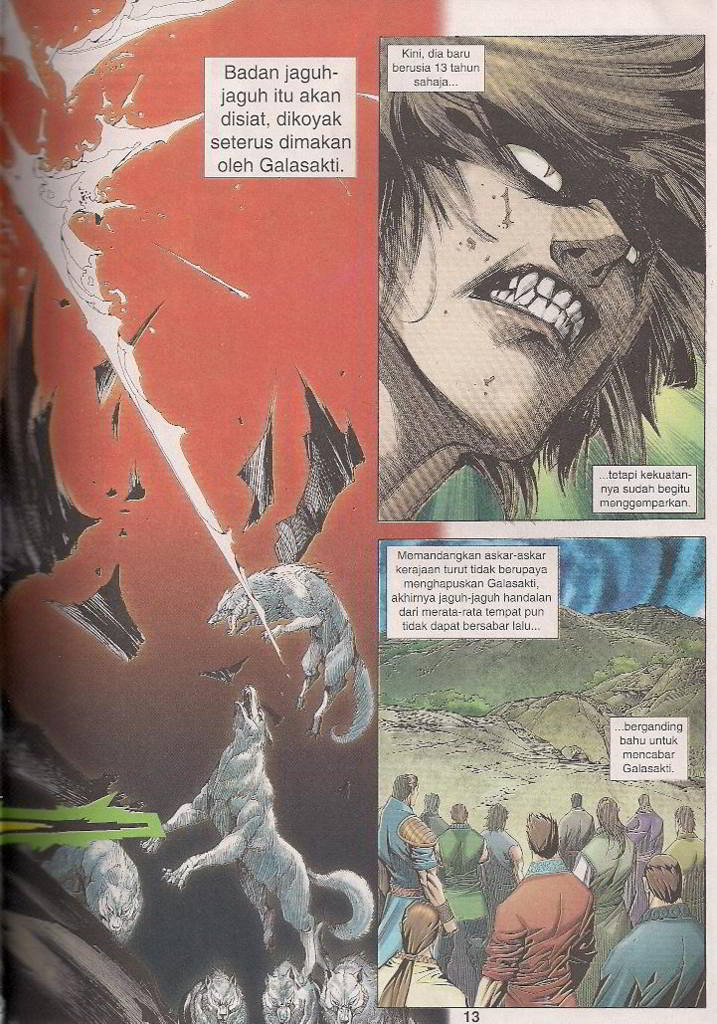 Badan jaguh-
jaguh itu akan
disiat, dikoyak
seterus dimakan
oleh Galasakti.
Kini, dia baru
berusia 13 tahun
sahaja...
...tetapi kekuatan-
nya sudah begitu
menggemparkan.
Memandangkan askar-askar
kerajaan turut tidak berupaya
menghapuskan Galasakti,
akhirnya jaguh-jaguh handalan
dari merata-rata tempat pun
tidak dapat bersabar lalu...
...berganding
bahu untuk
mencabar
Galasakti.
13